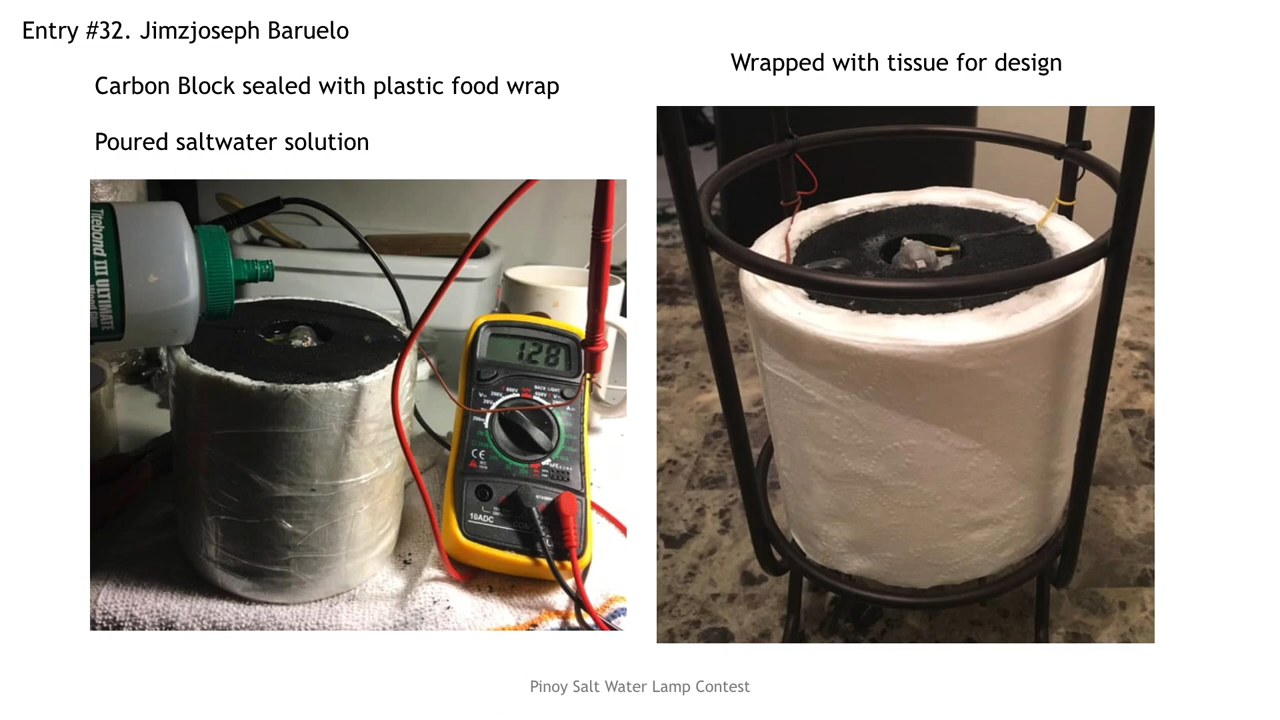 Entry #32. Jimzjoseph Baruelo
Carbon Block sealed with plastic food wrap
Poured saltwater solution
Wrapped with tissue for design
Titebond III ULTIMATE
128
BACK LIGHT
CE
10ADC
COM
Pinoy Salt Water Lamp Contest